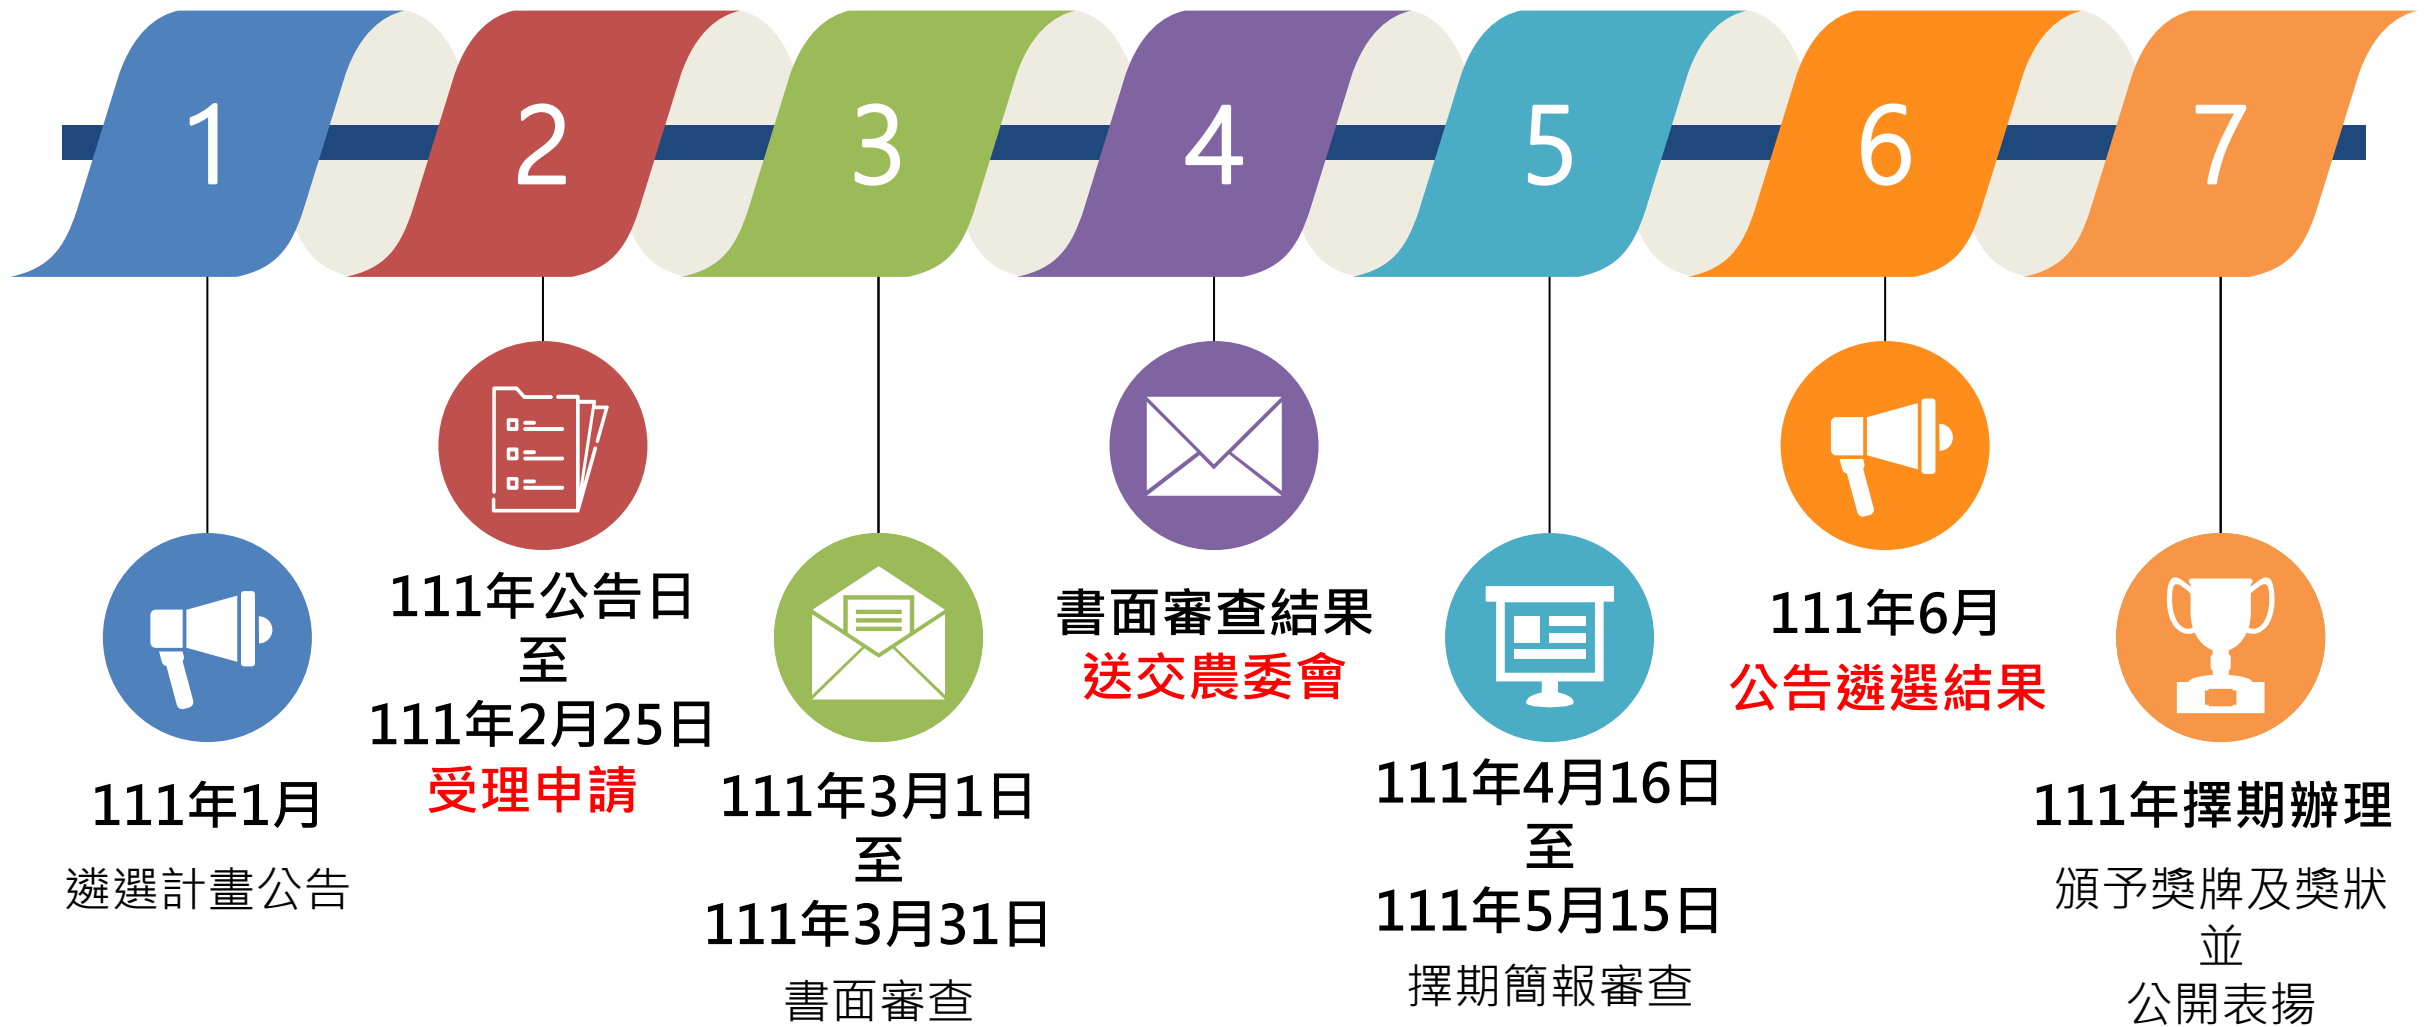 1
2
3
4
5
6
7
111年1月
遴選計畫公告
111年公告日
至
111年2月25日
受理申請
111年3月1日
至
111年3月31日
書面審查
書面審查結果
送交農委會
111年4月16日
至
111年5月15日
擇期簡報審查
111年6月
公告遴選結果
111年擇期辦理
頒予獎牌及獎狀
並
公開表揚